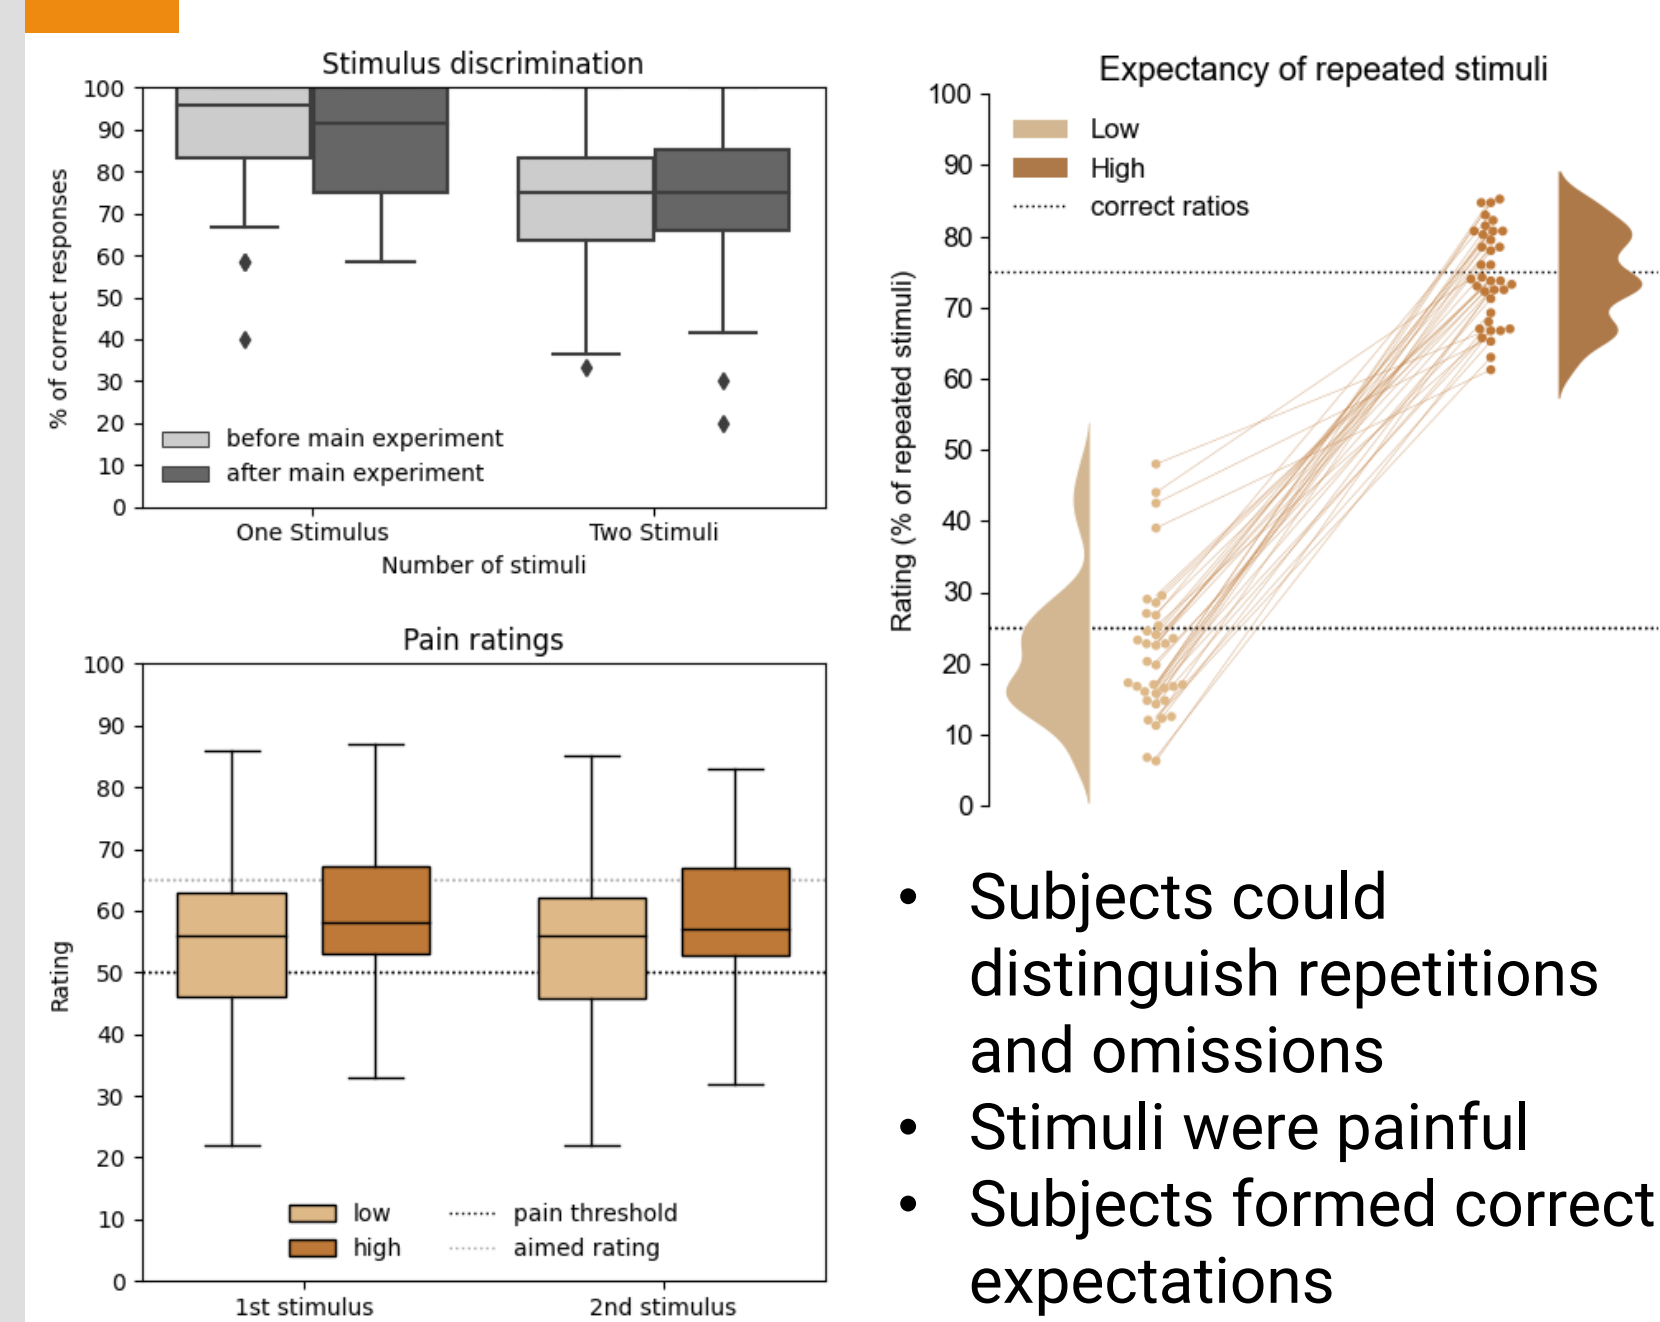 Stimulus discrimination
100
90
80
70
60
50
40
30
20
10
0
% of correct responses
before main experiment
after main experiment
One Stimulus
Two Stimuli
Number of stimuli
Pain ratings
100
90
80
70
60
50
40
30
20
10
0
Rating
low
high
pain threshold
aimed rating
1st stimulus
2nd stimulus
Expectancy of repeated stimuli
100
90
80
70
60
50
40
30
20
10
0
Rating (% of repeated stimuli)
Low
High
correct ratios
• Subjects could
distinguish repetitions
and omissions
• Stimuli were painful
• Subjects formed correct
expectations